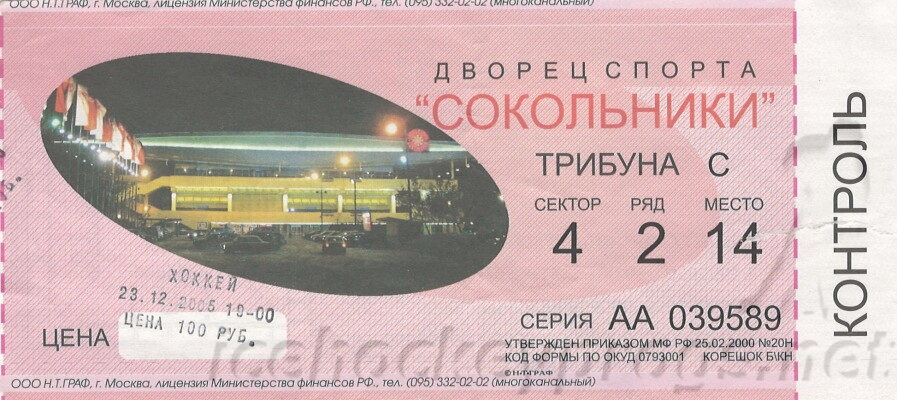 ООО Н.Т.ГРАФ, г. Москва, лицензия Министерства финансов РФ., тел. (095) 332-02-02 (многоканальный)
ДВОРЕЦ СПОРТА
“СОКОЛЬНИКИ”
ТРИБУНА С
СЕКТОР РЯД МЕСТО
4 2 14
ХОККЕЙ
23.12.2005 19-00
ЦЕНА ЦЕНА 100 РУБ.
СЕРИЯ АА 039589
УТВЕРЖДЕН ПРИКАЗОМ МФ РФ 25.02.2000 №20Н
КОД ФОРМЫ ПО ОКУД 0793001 КОРЕШОК Б\КН
©Н.Т.ГРАФ
ООО Н.Т.ГРАФ, г. Москва, лицензия Министерства финансов РФ., тел. (095) 332-02-02 (многоканальный)
КОНТРОЛЬ
icehockeyprogs.net